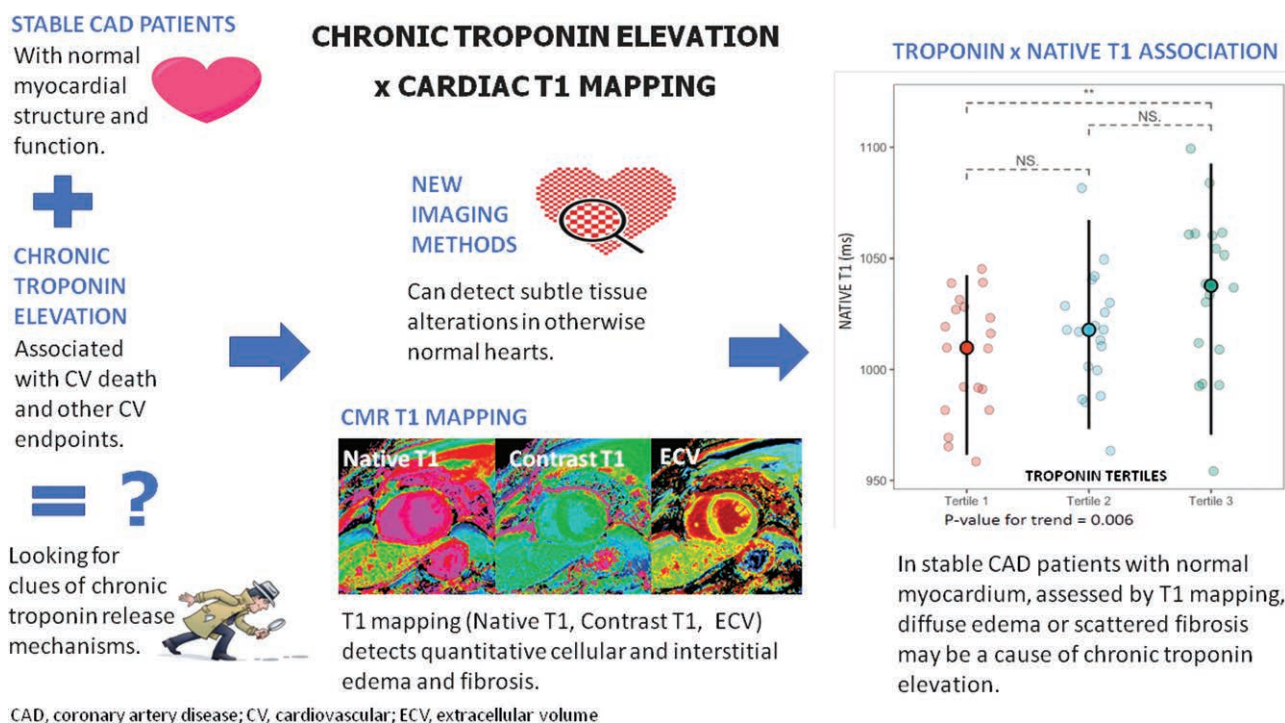 STABLE CAD PATIENTS
With normal
myocardial
structure and
function.
CHRONIC
TROPONIN
ELEVATION
Associated
with CV death
and other CV
endpoints.
= ?
Looking for
clues of chronic
troponin release
mechanisms.
CHRONIC TROPONIN ELEVATION
x CARDIAC T1 MAPPING
NEW
IMAGING
METHODS
Can detect subtle tissue
alterations in otherwise
normal hearts.
CMR T1 MAPPING
Native T1 Contrast T1 ECV
T1 mapping (Native T1, Contrast T1, ECV)
detects quantitative cellular and interstitial
edema and fibrosis.
TROPONIN x NATIVE T1 ASSOCIATION
**
NS.
NS.
1100
1050
1000
950
NATIVE T1 (ms)
TROPONIN TERTILES
Tertile 1 Tertile 2 Tertile 3
P-value for trend = 0.006
In stable CAD patients with normal
myocardium, assessed by T1 mapping,
diffuse edema or scattered fibrosis
may be a cause of chronic troponin
elevation.
CAD, coronary artery disease; CV, cardiovascular; ECV, extracellular volume